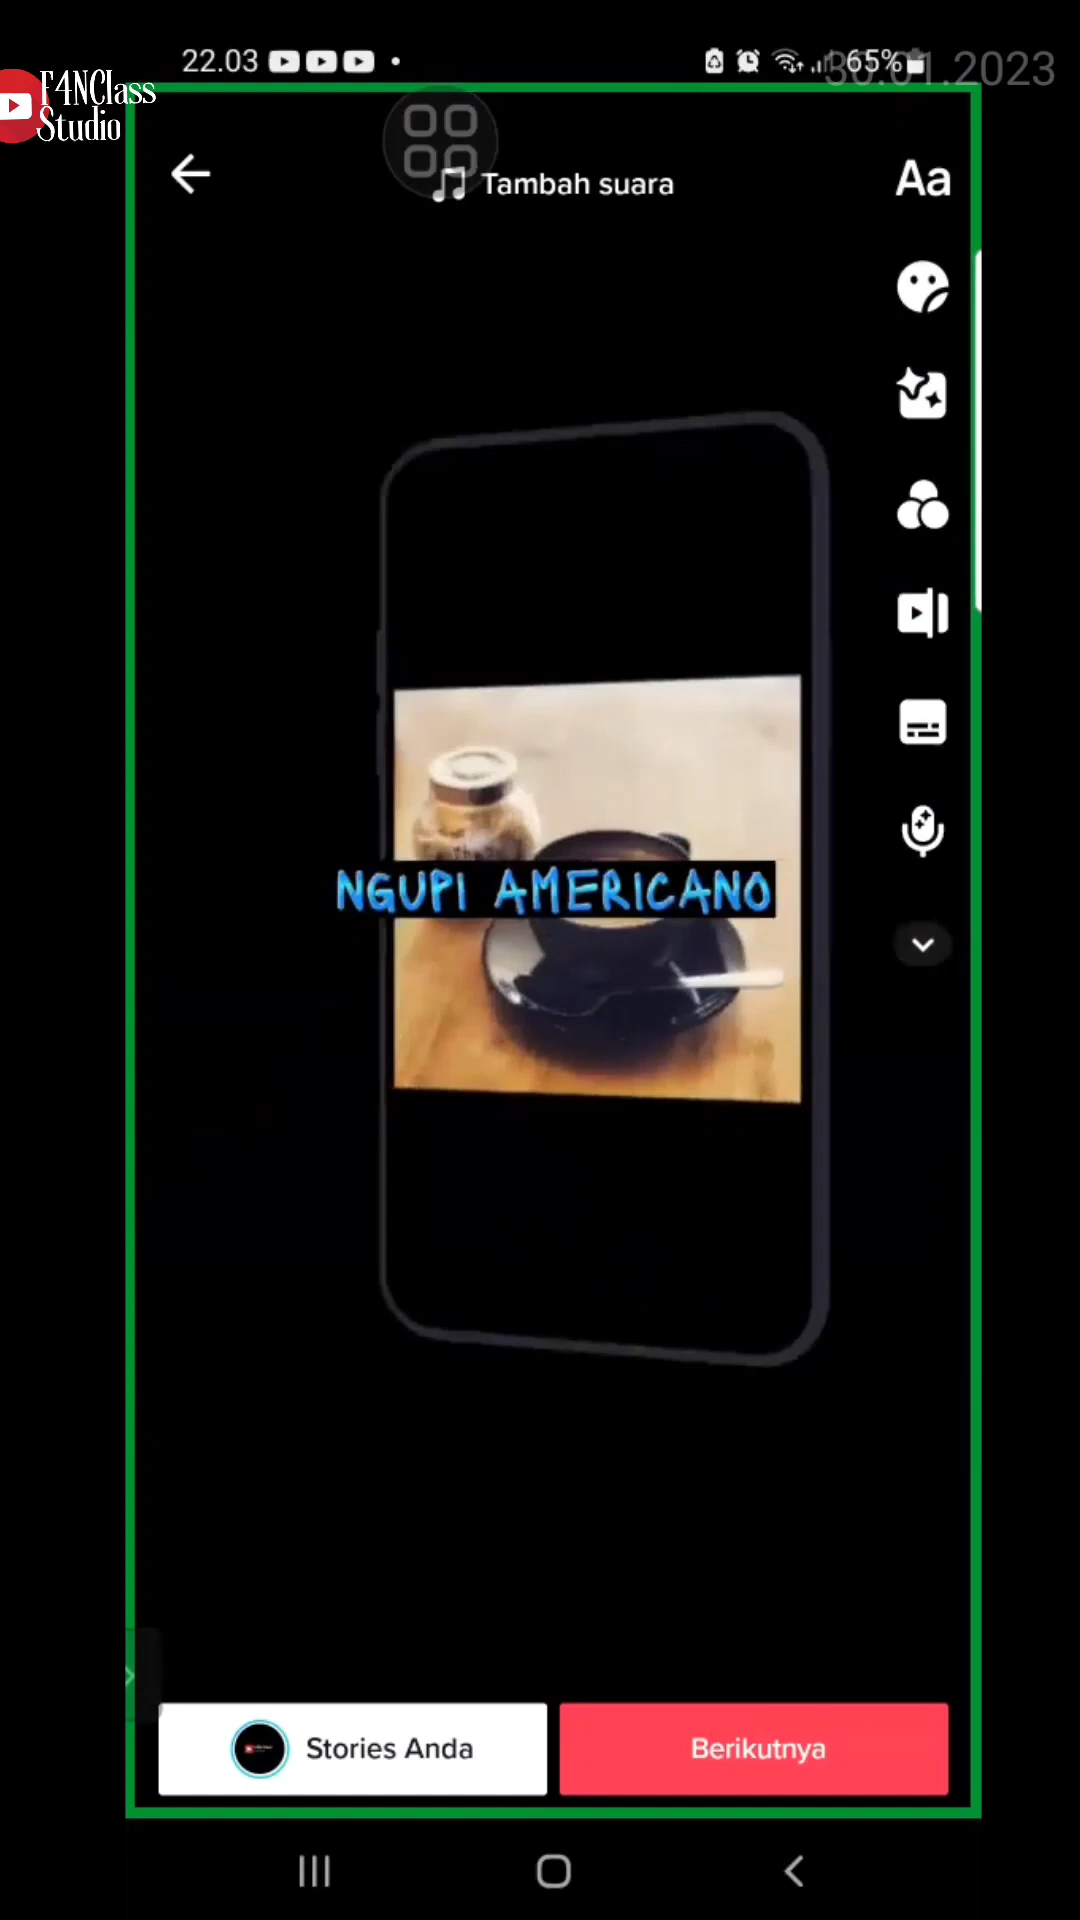 22.03
65%
30.01.2023
F4NClass
Studio
Tambah suara
Aa
NGUPI AMERICANO
Stories Anda
Berikutnya